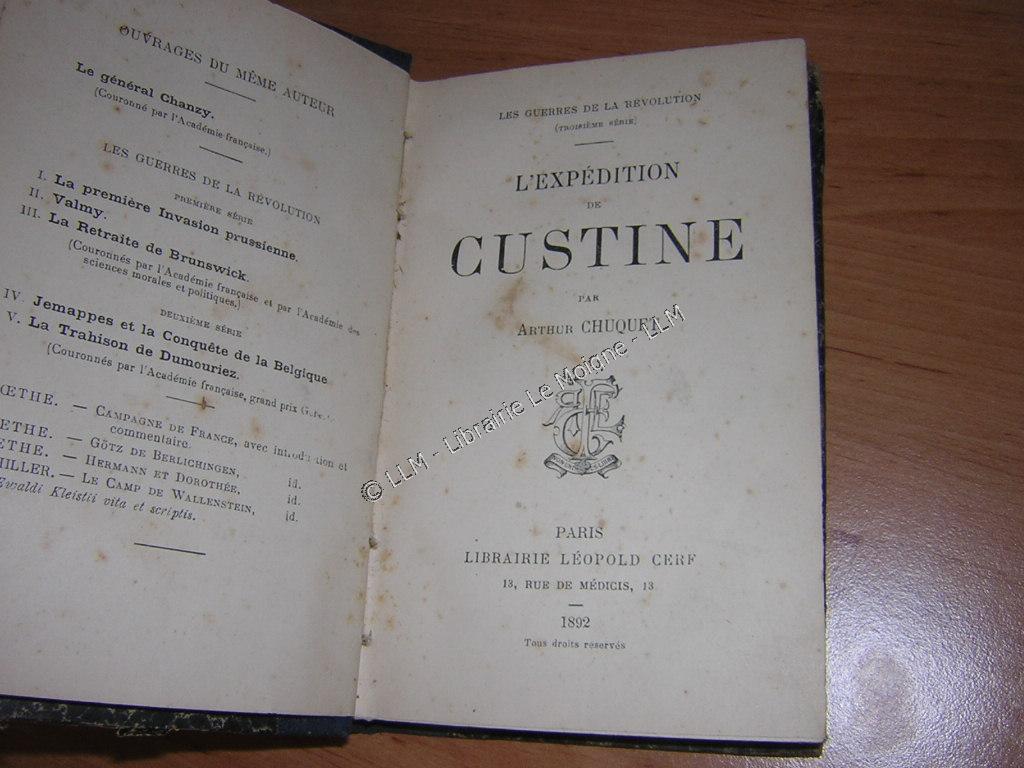 OUVRAGES DU MÊME AUTEUR
Le général Chanzy.
(Couronné par l'Académie française.)
LES GUERRES DE LA RÉVOLUTION
PREMIÈRE SÉRIE
I. La première Invasion prussienne.
II. Valmy.
III. La Retraite de Brunswick.
(Couronnés par l'Académie française et par l'Académie des
sciences morales et politiques.)
DEUXIÈME SÉRIE
IV. Jemappes et la Conquête de la Belgique
V. La Trahison de Dumouriez.
(Couronnés par l'Académie française, grand prix
ŒTHE. — CAMPAGNE DE FRANCE, avec et
commentaire.
ETHE. — GÖTZ DE BERLICHINGEN, id.
ETHE. — HERMANN ET DOROTHÉE, id.
HILLER. — LE CAMP DE WALLENSTEIN, id.
Ewaldi Kleistii vita et scriptis.
LES GUERRES DE LA RÉVOLUTION
(TROISIÈME SÉRIE)
L'EXPÉDITION
DE
CUSTINE
PAR
ARTHUR CHUQUET
PARIS
LIBRAIRIE LÉOPOLD CERF
13, RUE DE MÉDICIS, 13
1892
Tous droits réservés
© LLM - Librairie Le Moigne - LLM